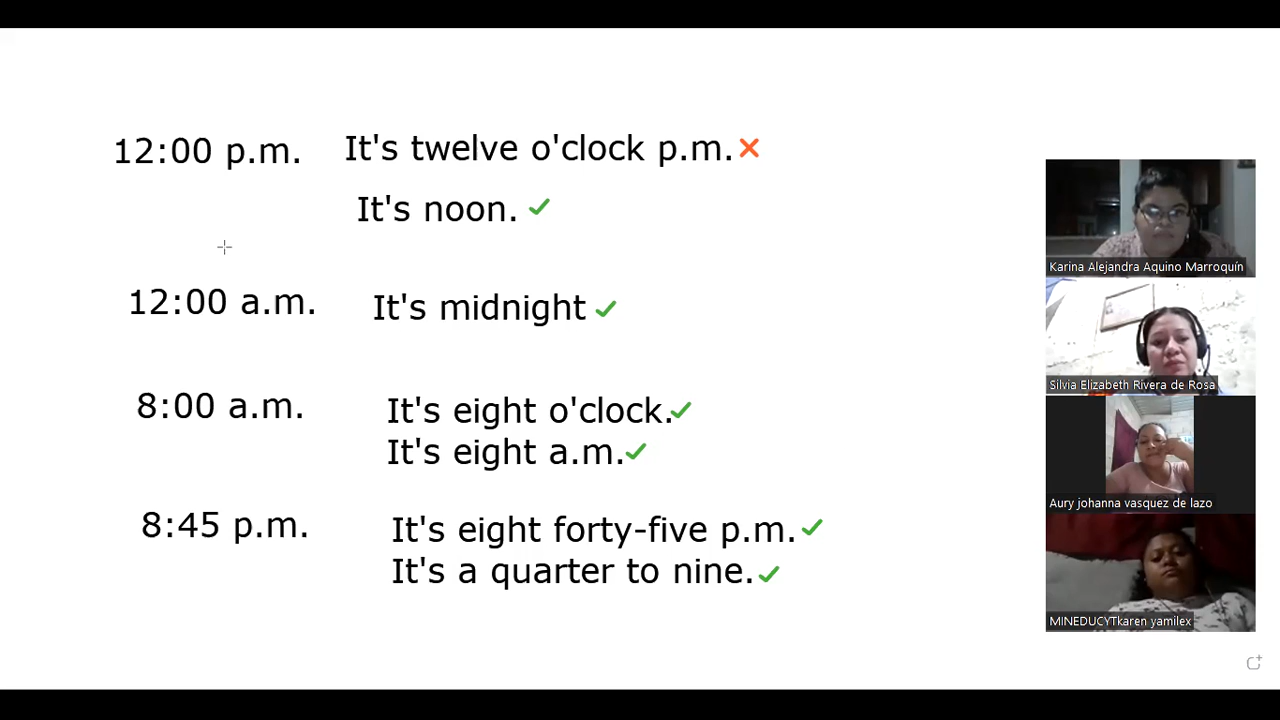 12:00 p.m. It's twelve o'clock p.m.
It's noon.
12:00 a.m. It's midnight
8:00 a.m. It's eight o'clock.
It's eight a.m.
8:45 p.m. It's eight forty-five p.m.
It's a quarter to nine.
Karina Alejandra Aquino Marroquín
Silvia Elizabeth Rivera de Rosa
Aury johanna vasquez de lazo
MINEDUCYTkaren yamilex